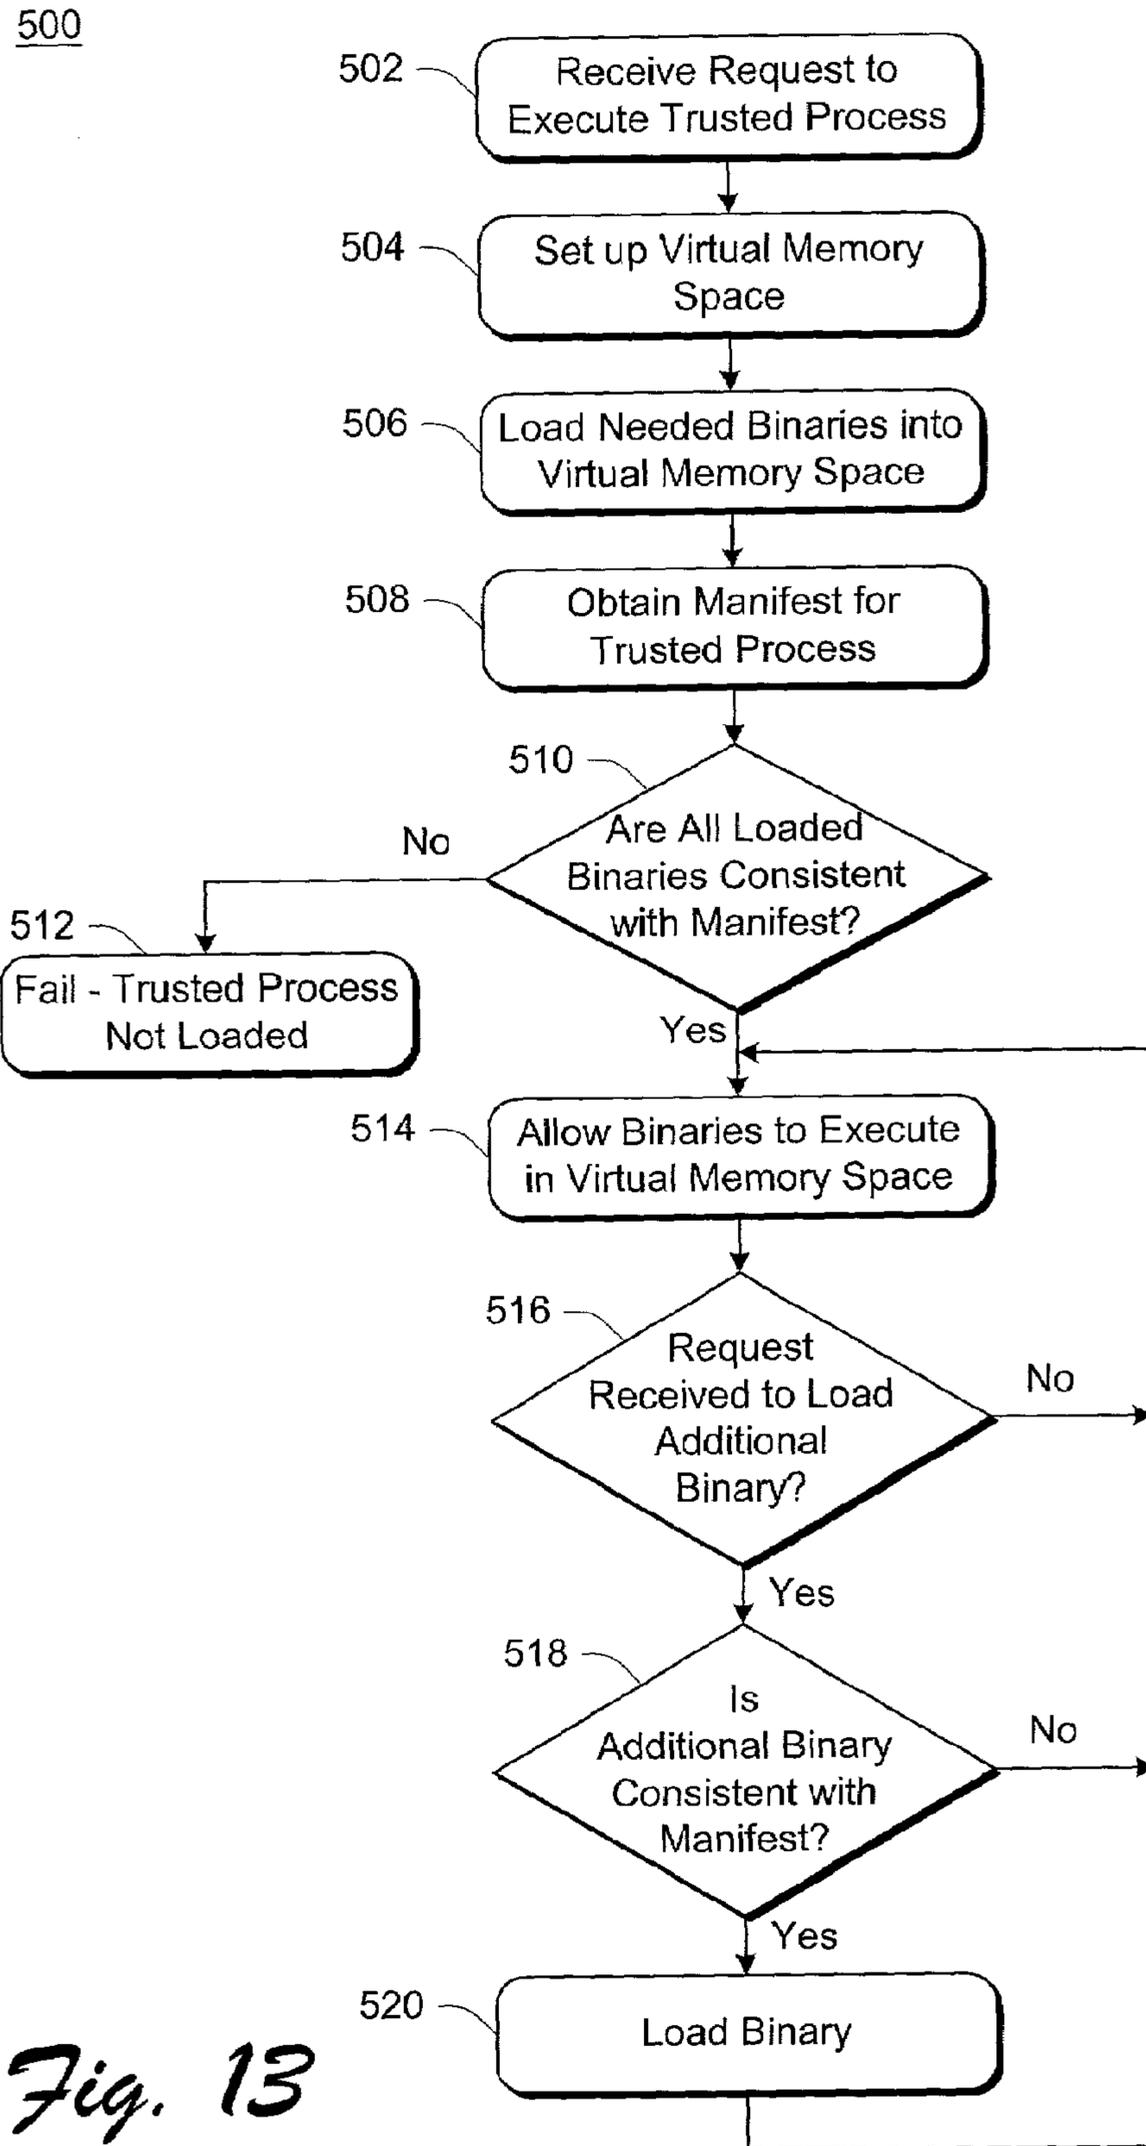 500
502
Receive Request to
Execute Trusted Process
504
Set up Virtual Memory
Space
506
Load Needed Binaries into
Virtual Memory Space
508
Obtain Manifest for
Trusted Process
510
Are All Loaded
Binaries Consistent
with Manifest?
No
512
Fail - Trusted Process
Not Loaded
Yes
514
Allow Binaries to Execute
in Virtual Memory Space
516
Request
Received to Load
Additional
Binary?
No
Yes
518
Is
Additional Binary
Consistent with
Manifest?
No
Yes
520
Load Binary
Fig. 13